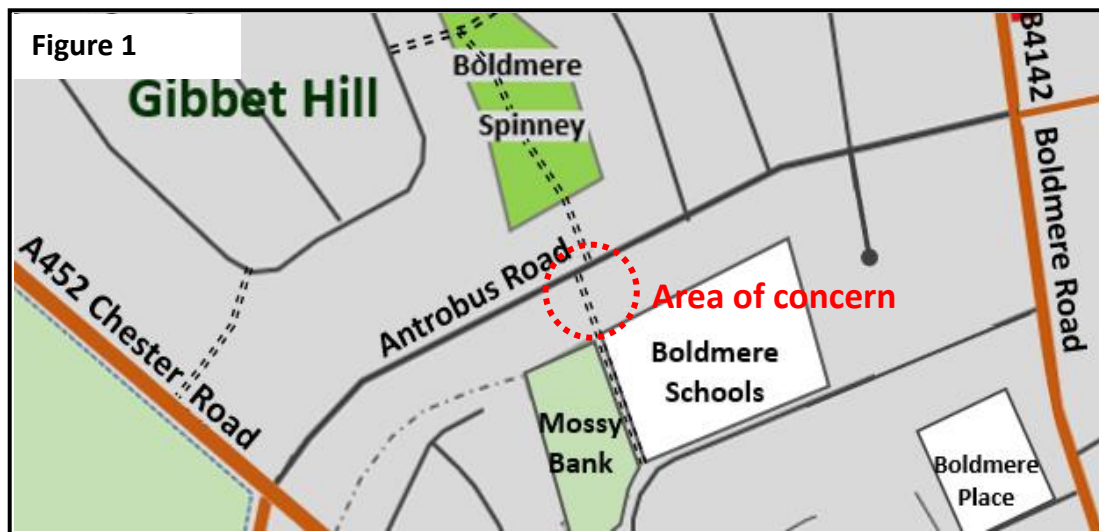 Figure 1
Gibbet Hill
Boldmere
Spinney
B4142
Boldmere Road
A452 Chester Road
Antrobus Road
Area of concern
Boldmere
Schools
Mossy
Bank
Boldmere
Place